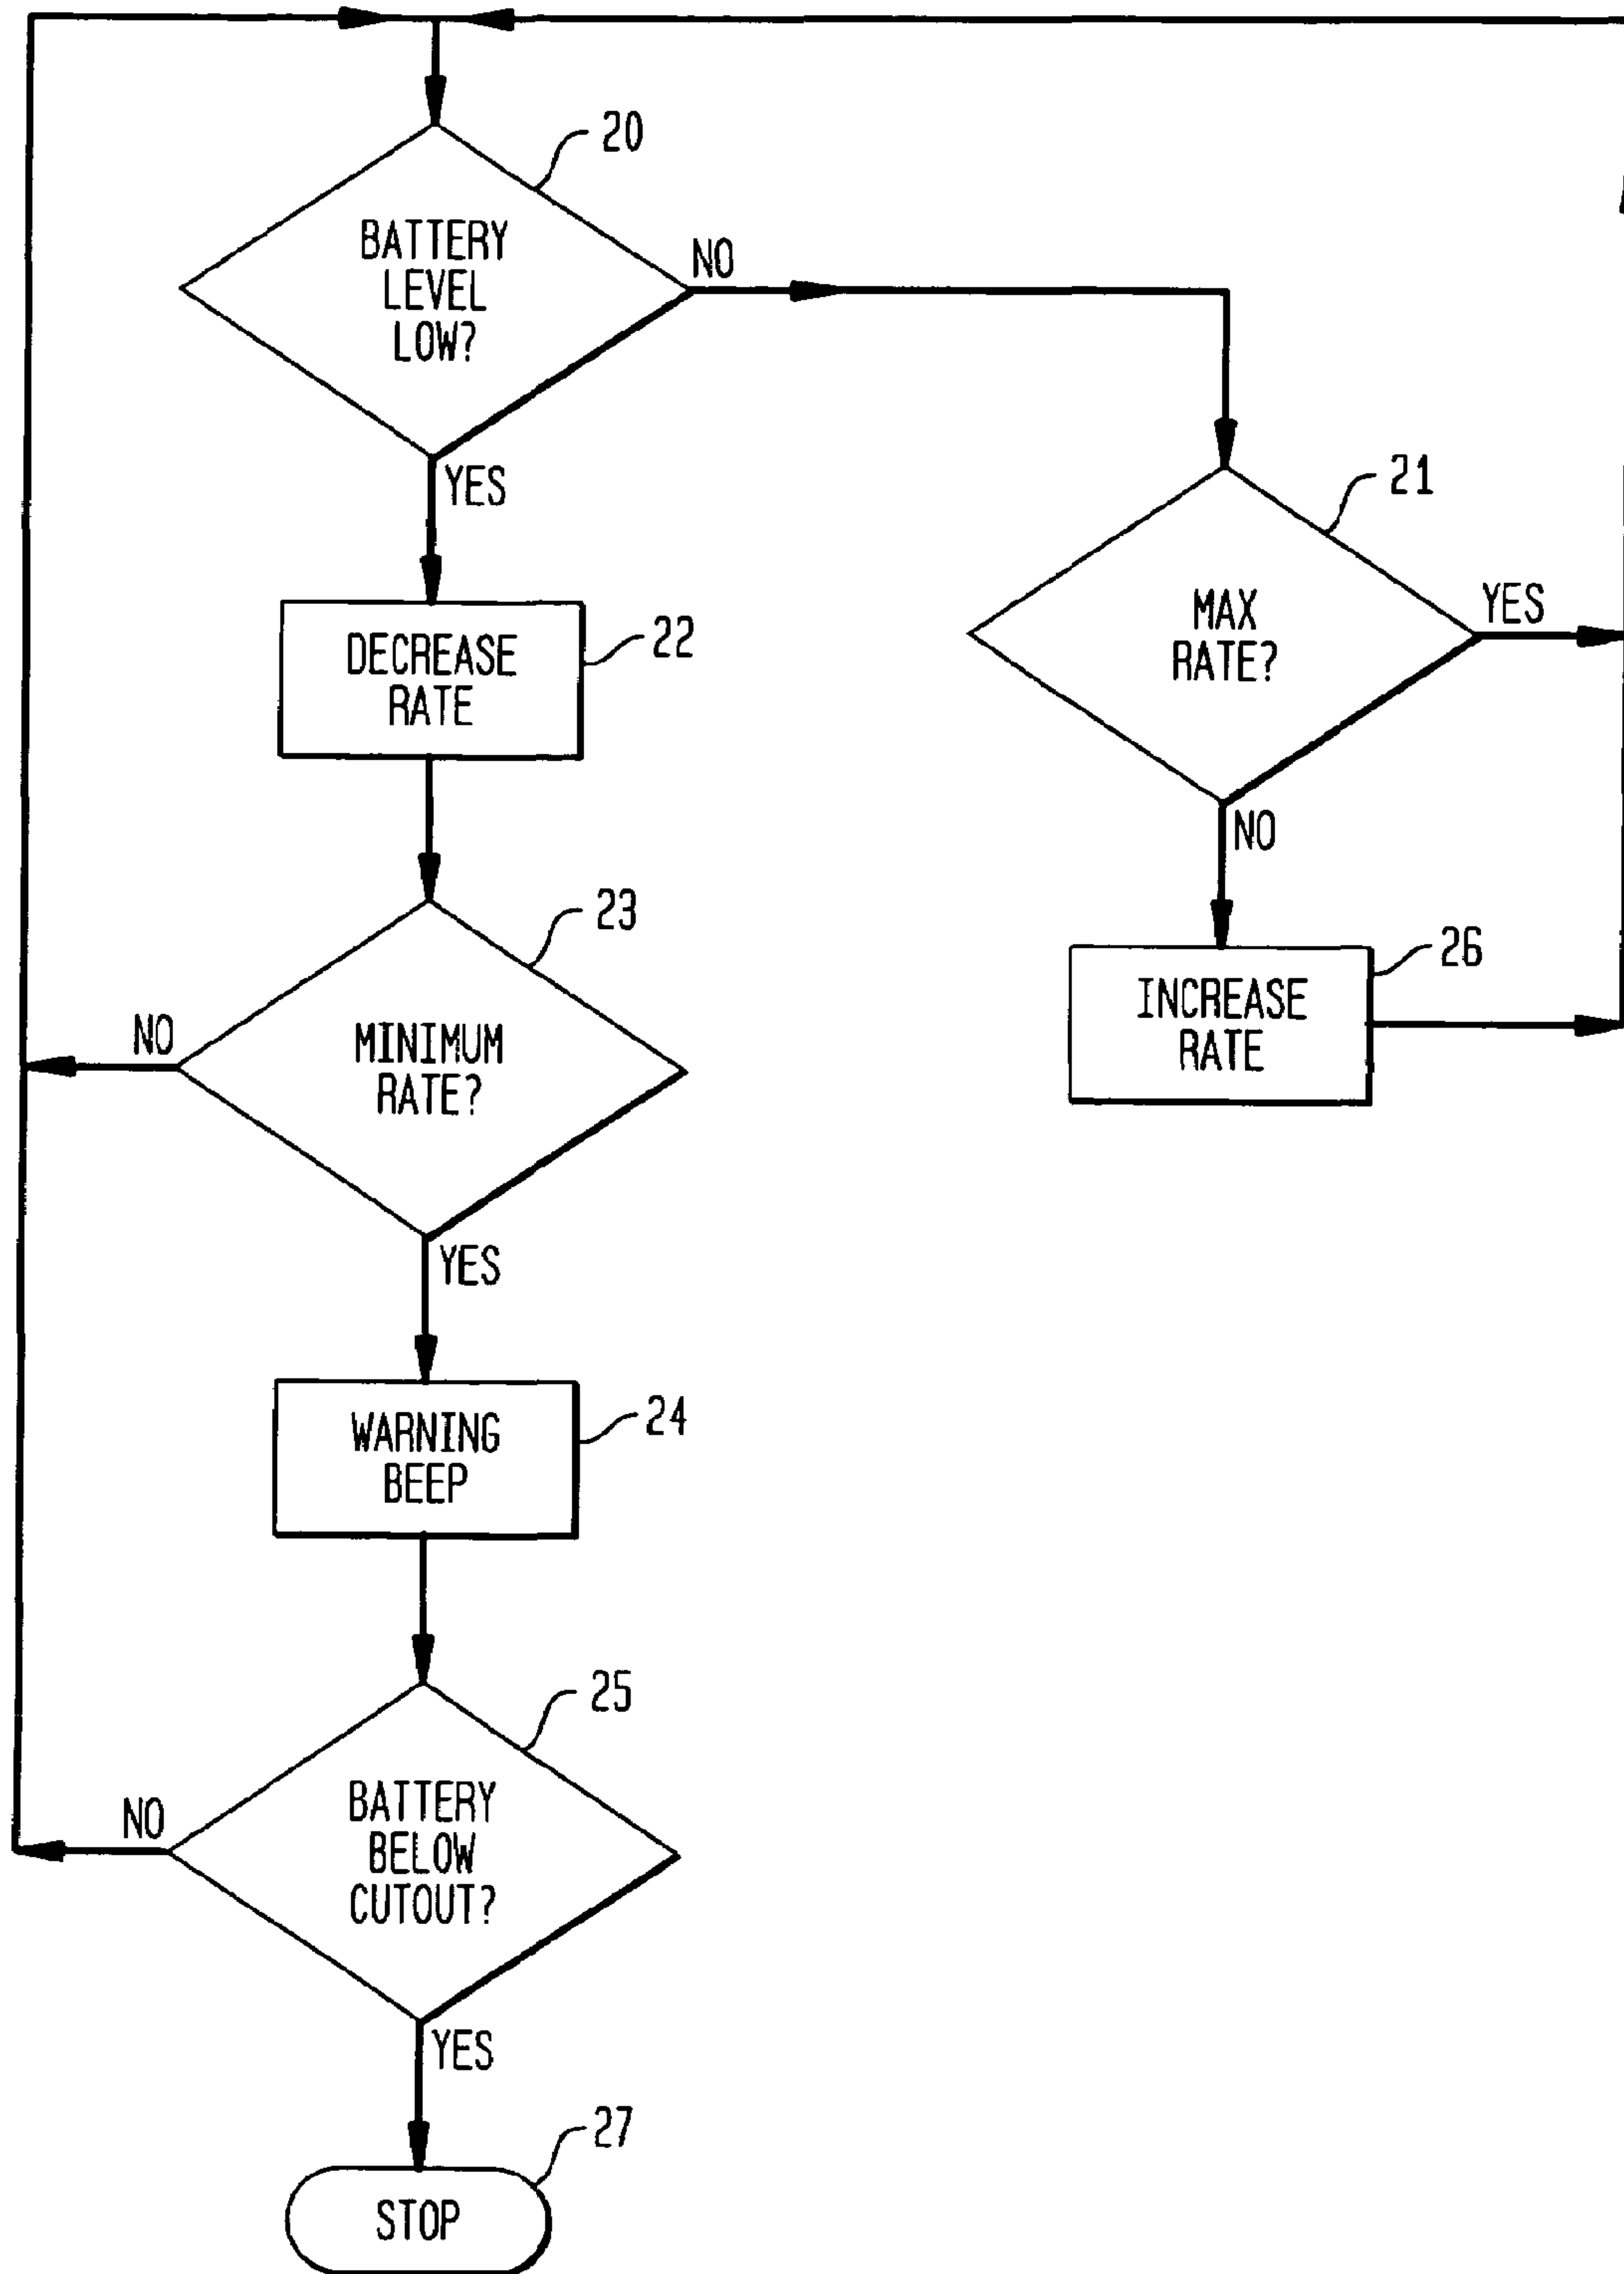 20
BATTERY
LEVEL
LOW?
NO
YES
21
MAX
RATE?
YES
NO
22
DECREASE
RATE
23
MINIMUM
RATE?
NO
YES
26
INCREASE
RATE
24
WARNING
BEEP
25
BATTERY
BELOW
CUTOUT?
NO
YES
27
STOP